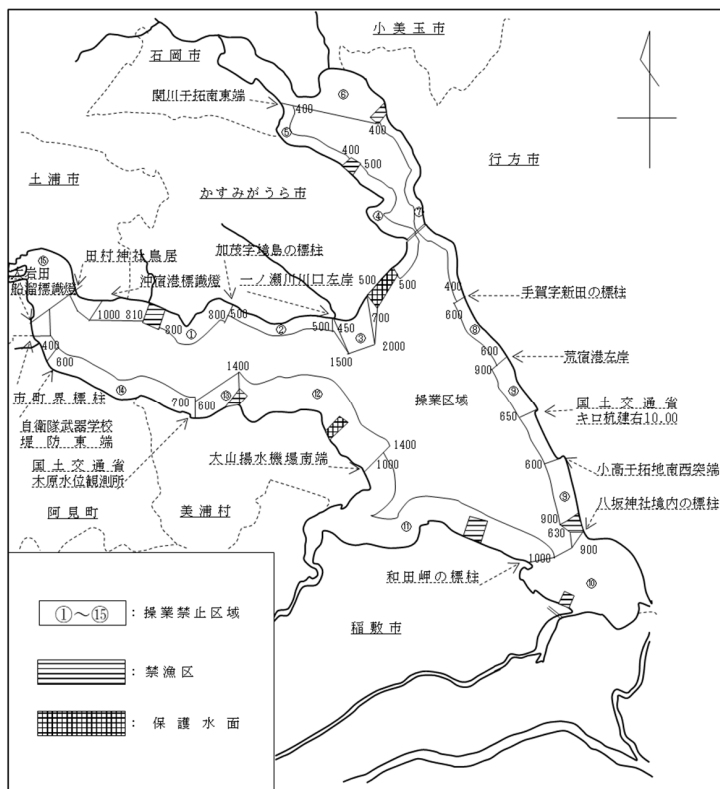 小美玉市
石岡市
⑥
関川干拓南東端
400
400
⑤
行方市
400
500
土浦市
かすみがうら市
④
⑦
⑮
田村神社鳥居
加茂字境島の標柱
大岩田
船溜標識燈
沖宿港標識燈
一ノ瀬川川口左岸
500
500
400
手賀字新田の標柱
1000
810
800
①
800
500
②
500
450
③
700
600
⑧
400
600
1500
2000
600
荒宿港左岸
900
市町界標柱
⑭
1400
⑬
⑫
操業区域
⑨
国土交通省
キロ杭建右10.00
自衛隊武器学校
堤防東端
700
600
650
1400
国土交通省
木原水位観測所
大山揚水機場南端
1000
600
小高干拓地南西突端
⑨
八坂神社境内の標柱
阿見町
美浦村
⑪
900
630
900
1000
和田岬の標柱
⑩
稲敷市
①～⑮
:操業禁止区域
:禁漁区
:保護水面